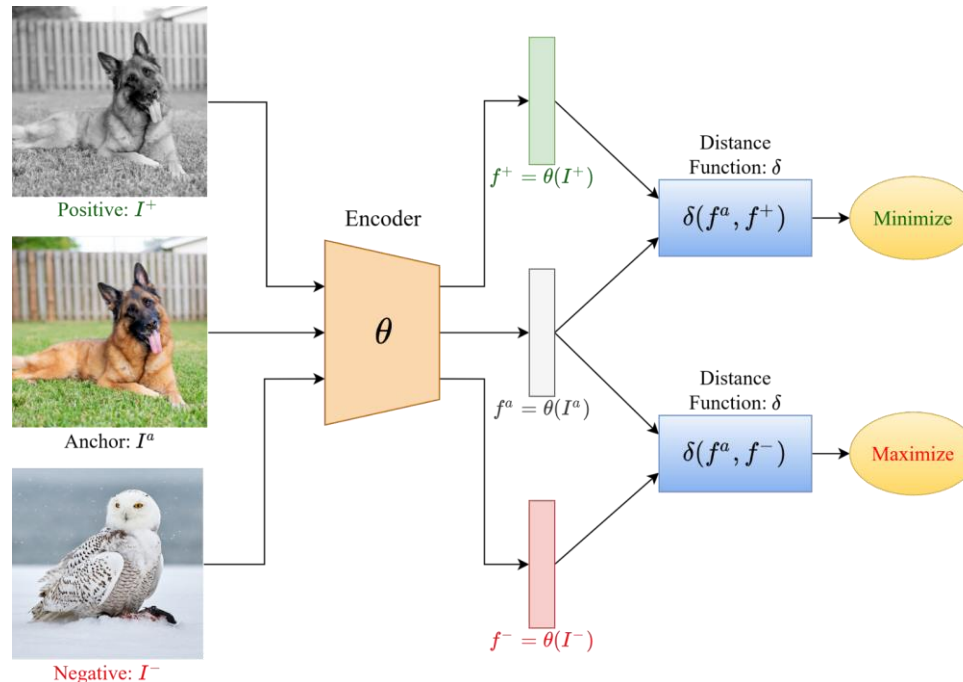 Positive: I⁺
Encoder
θ
Anchor: Iᵃ
Negative: I⁻
f⁺ = θ(I⁺)
fᵃ = θ(Iᵃ)
f⁻ = θ(I⁻)
Distance
Function: δ
δ(fᵃ, f⁺)
Minimize
Distance
Function: δ
δ(fᵃ, f⁻)
Maximize